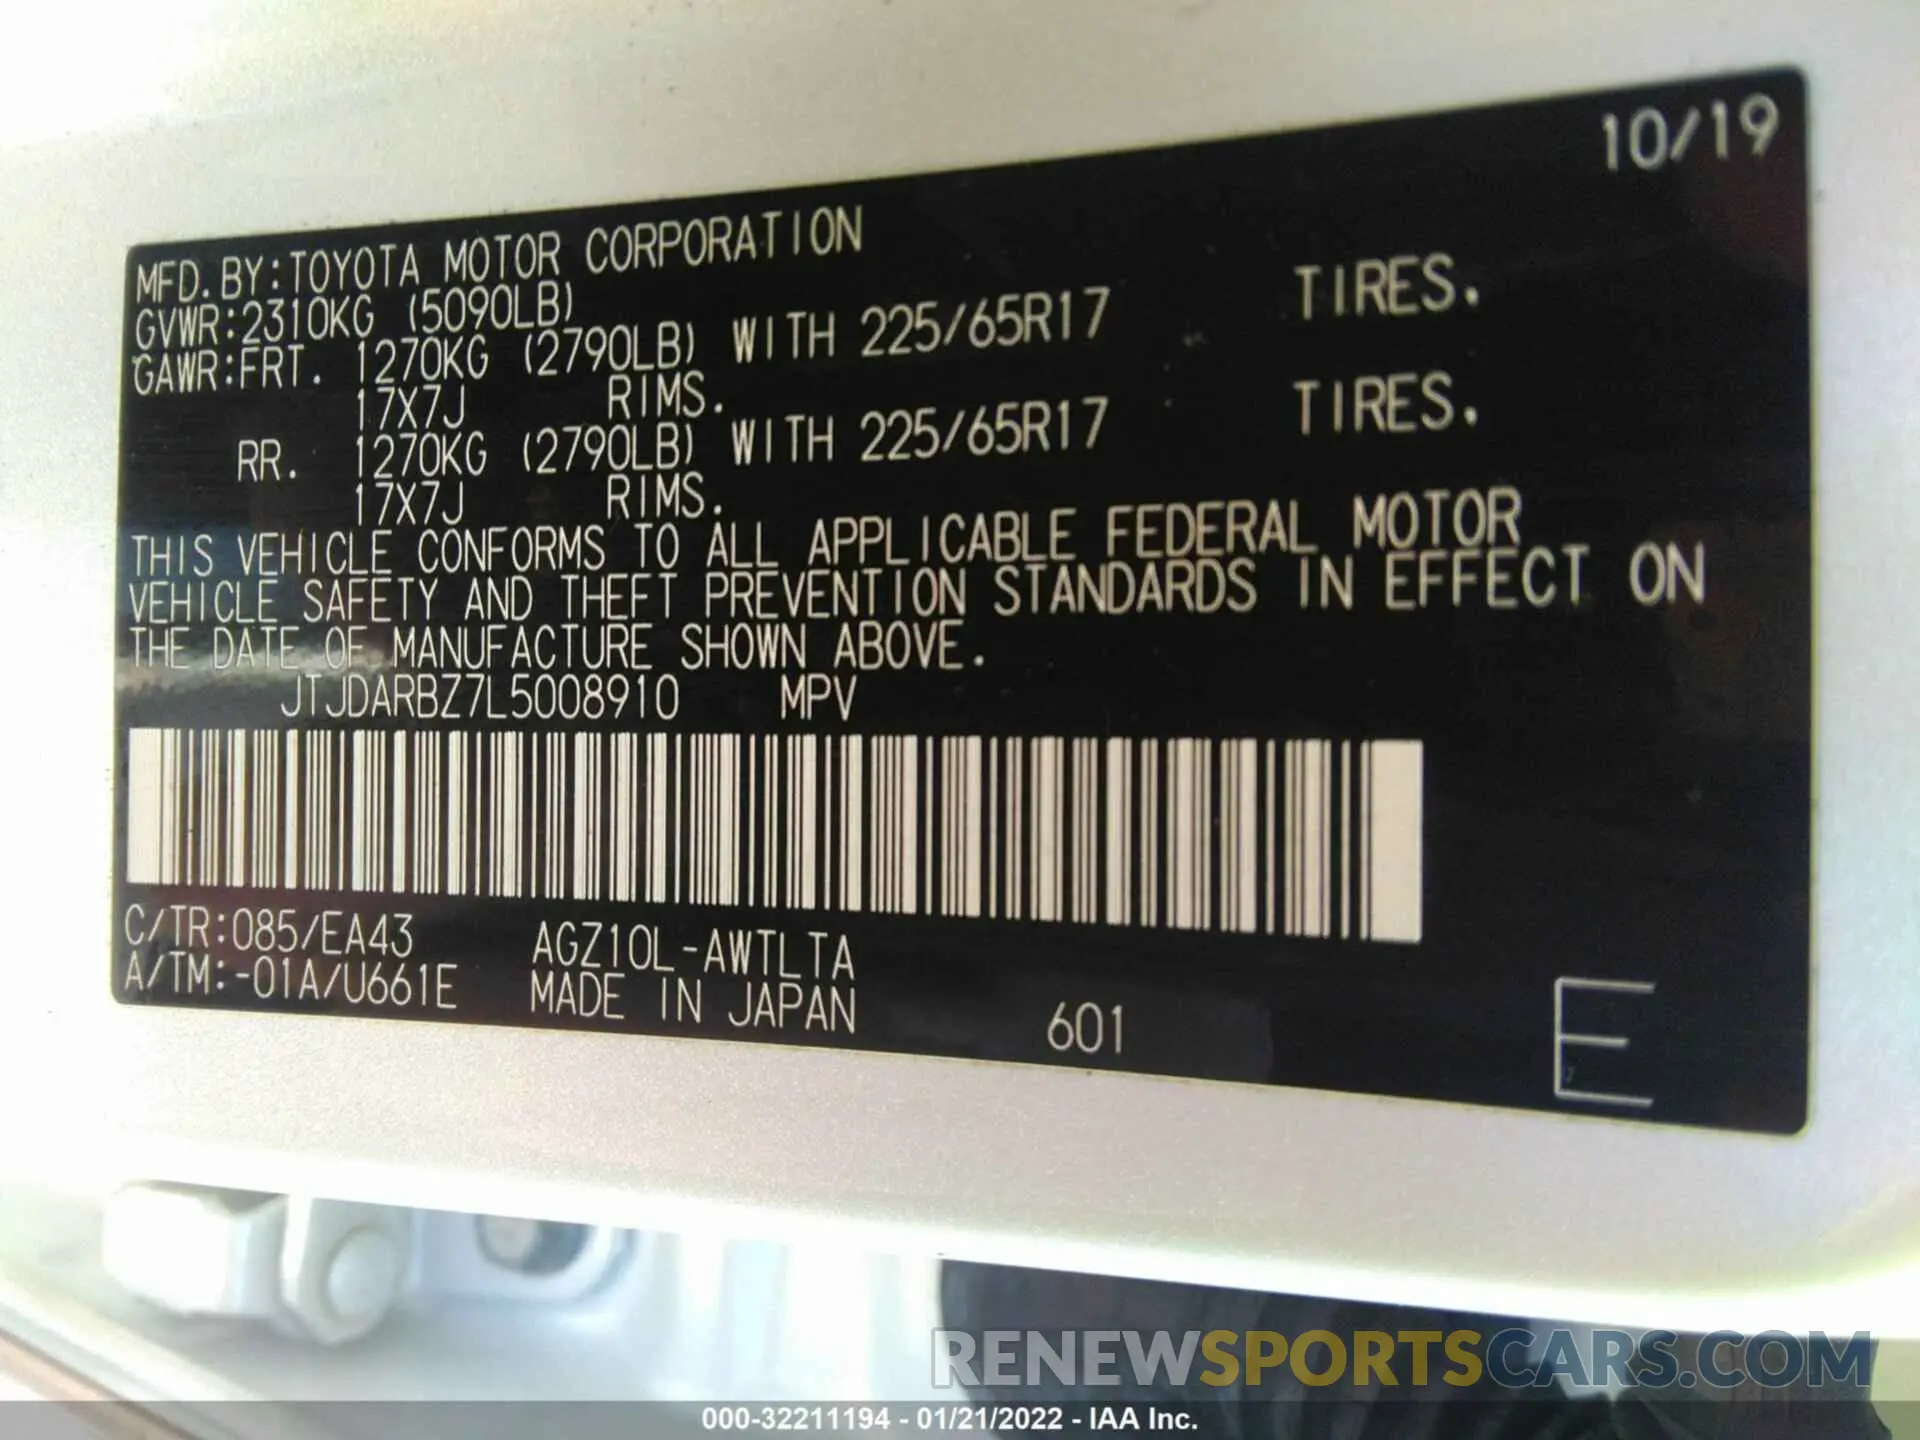 10/19
MFD. BY:TOYOTA MOTOR CORPORATION
GVWR:2310KG (5090LB)
GAWR:FRT. 1270KG (2790LB) WITH 225/65R17 TIRES.
17X7J RIMS.
RR. 1270KG (2790LB) WITH 225/65R17 TIRES.
17X7J RIMS.
THIS VEHICLE CONFORMS TO ALL APPLICABLE FEDERAL MOTOR
VEHICLE SAFETY AND THEFT PREVENTION STANDARDS IN EFFECT ON
THE DATE OF MANUFACTURE SHOWN ABOVE.
JTJDARBZ7L5008910 MPV
C/TR:085/EA43 AGZ10L-AWTLTA
A/TM:-01A/U661E MADE IN JAPAN 601
E
RENEWSPORTSCARS.COM
000-32211194 - 01/21/2022 - IAA Inc.